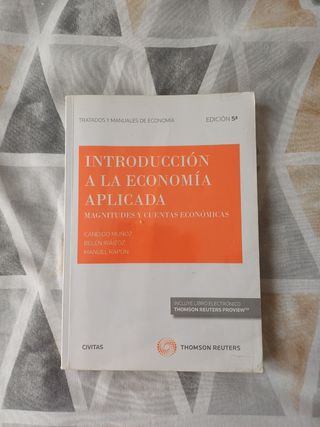 TRATADOS Y MANUALES DE ECONOMÍA
EDICIÓN 5ª
INTRODUCCIÓN
A LA ECONOMÍA
APLICADA
MAGNITUDES Y CUENTAS ECONÓMICAS
CÁNDIDO MUÑOZ
BELÉN IRÁIZOZ
MANUEL RAPÚN
INCLUYE LIBRO ELECTRÓNICO
THOMSON REUTERS PROVIEW™
CIVITAS
THOMSON REUTERS